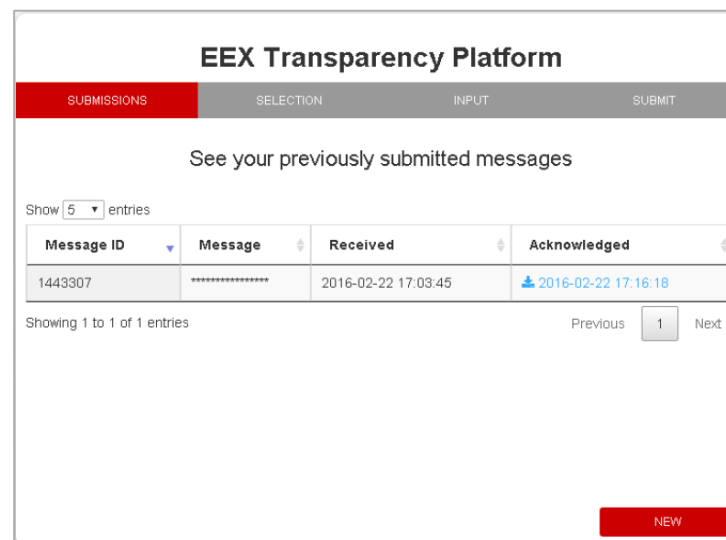 EEX Transparency Platform
SUBMISSIONS SELECTION INPUT SUBMIT
See your previously submitted messages
Show 5 entries
Message ID Message Received Acknowledged
1443307 *************** 2016-02-22 17:03:45 2016-02-22 17:16:18
Showing 1 to 1 of 1 entries Previous 1 Next
NEW